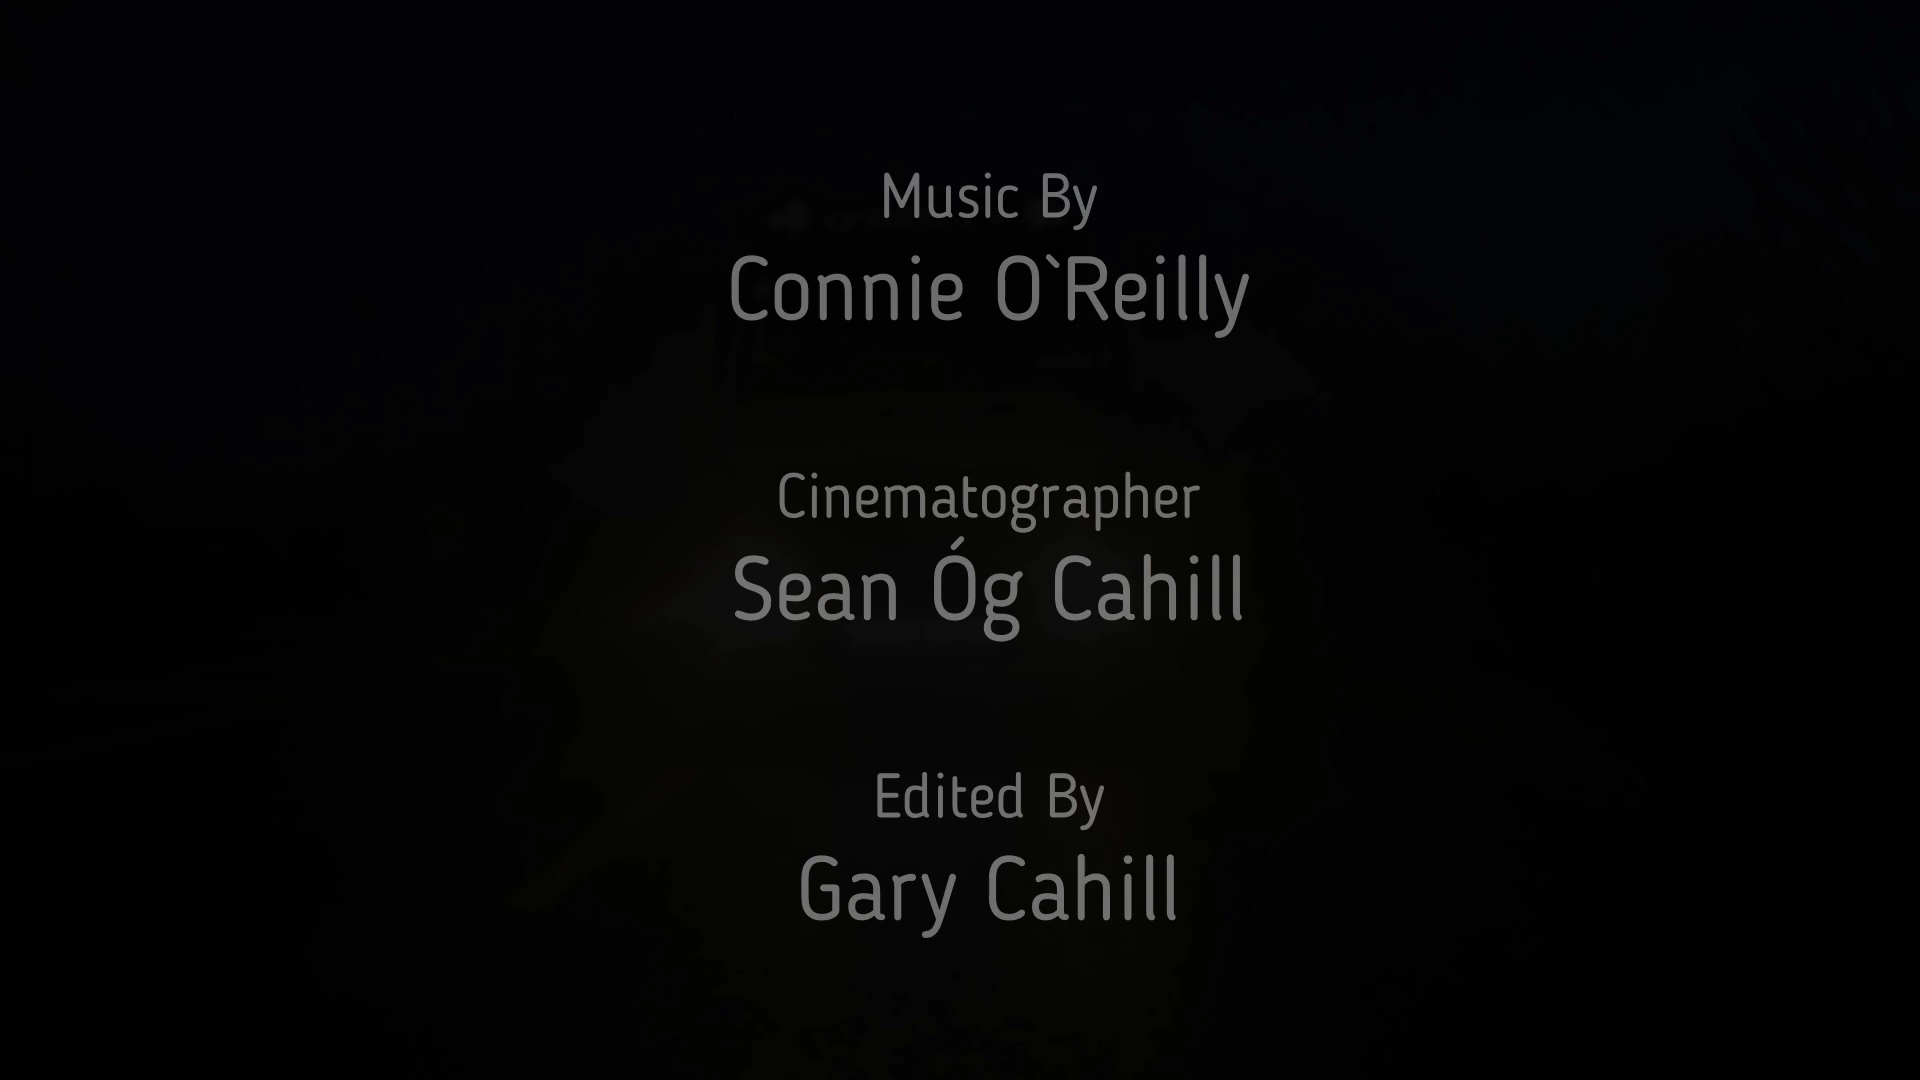 Music By
Connie O`Reilly
Cinematographer
Sean Óg Cahill
Edited By
Gary Cahill